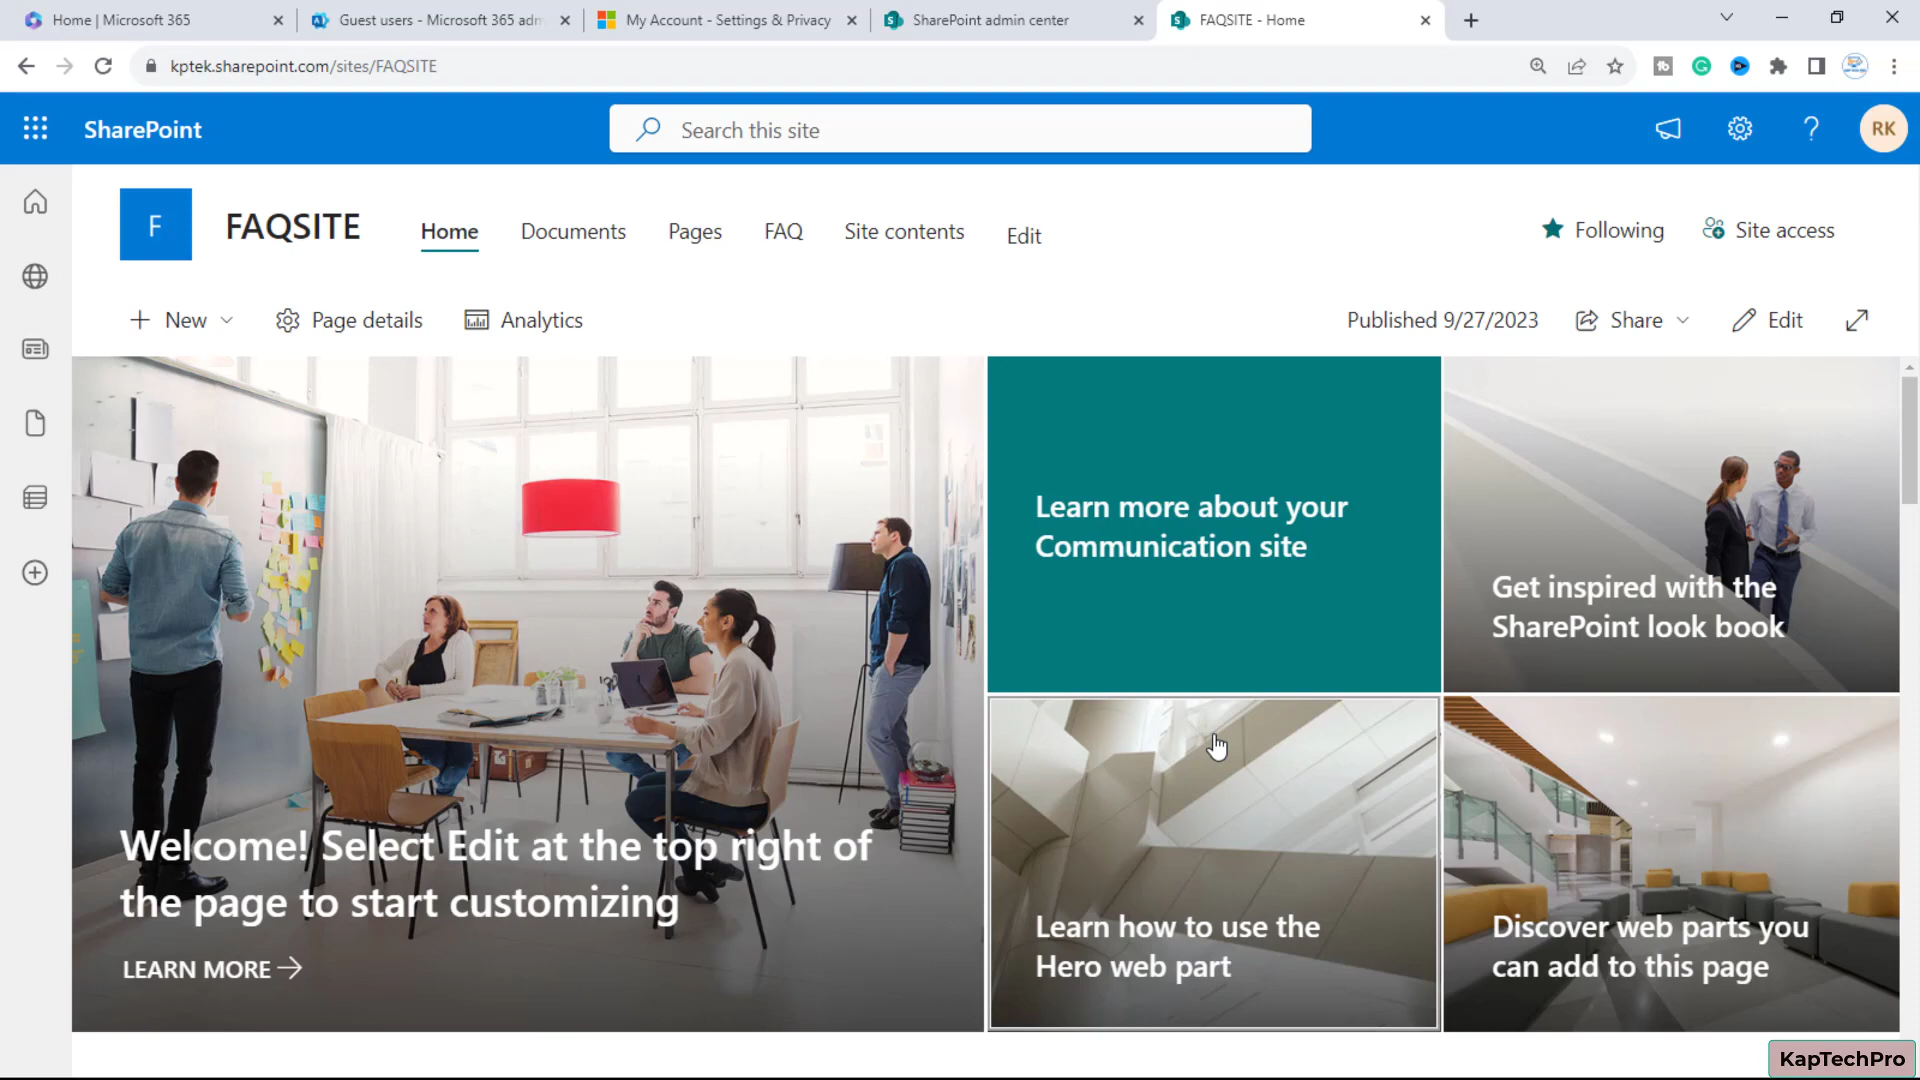 Home | Microsoft 365
Guest users - Microsoft 365 adm
My Account - Settings & Privacy
SharePoint admin center
FAQSITE - Home
kptek.sharepoint.com/sites/FAQSITE
SharePoint
Search this site
RK
F
FAQSITE
Home
Documents
Pages
FAQ
Site contents
Edit
Following
Site access
New
Page details
Analytics
Published 9/27/2023
Share
Edit
Learn more about your
Communication site
Get inspired with the
SharePoint look book
Welcome! Select Edit at the top right of
the page to start customizing
LEARN MORE
Learn how to use the
Hero web part
Discover web parts you
can add to this page
KapTechPro